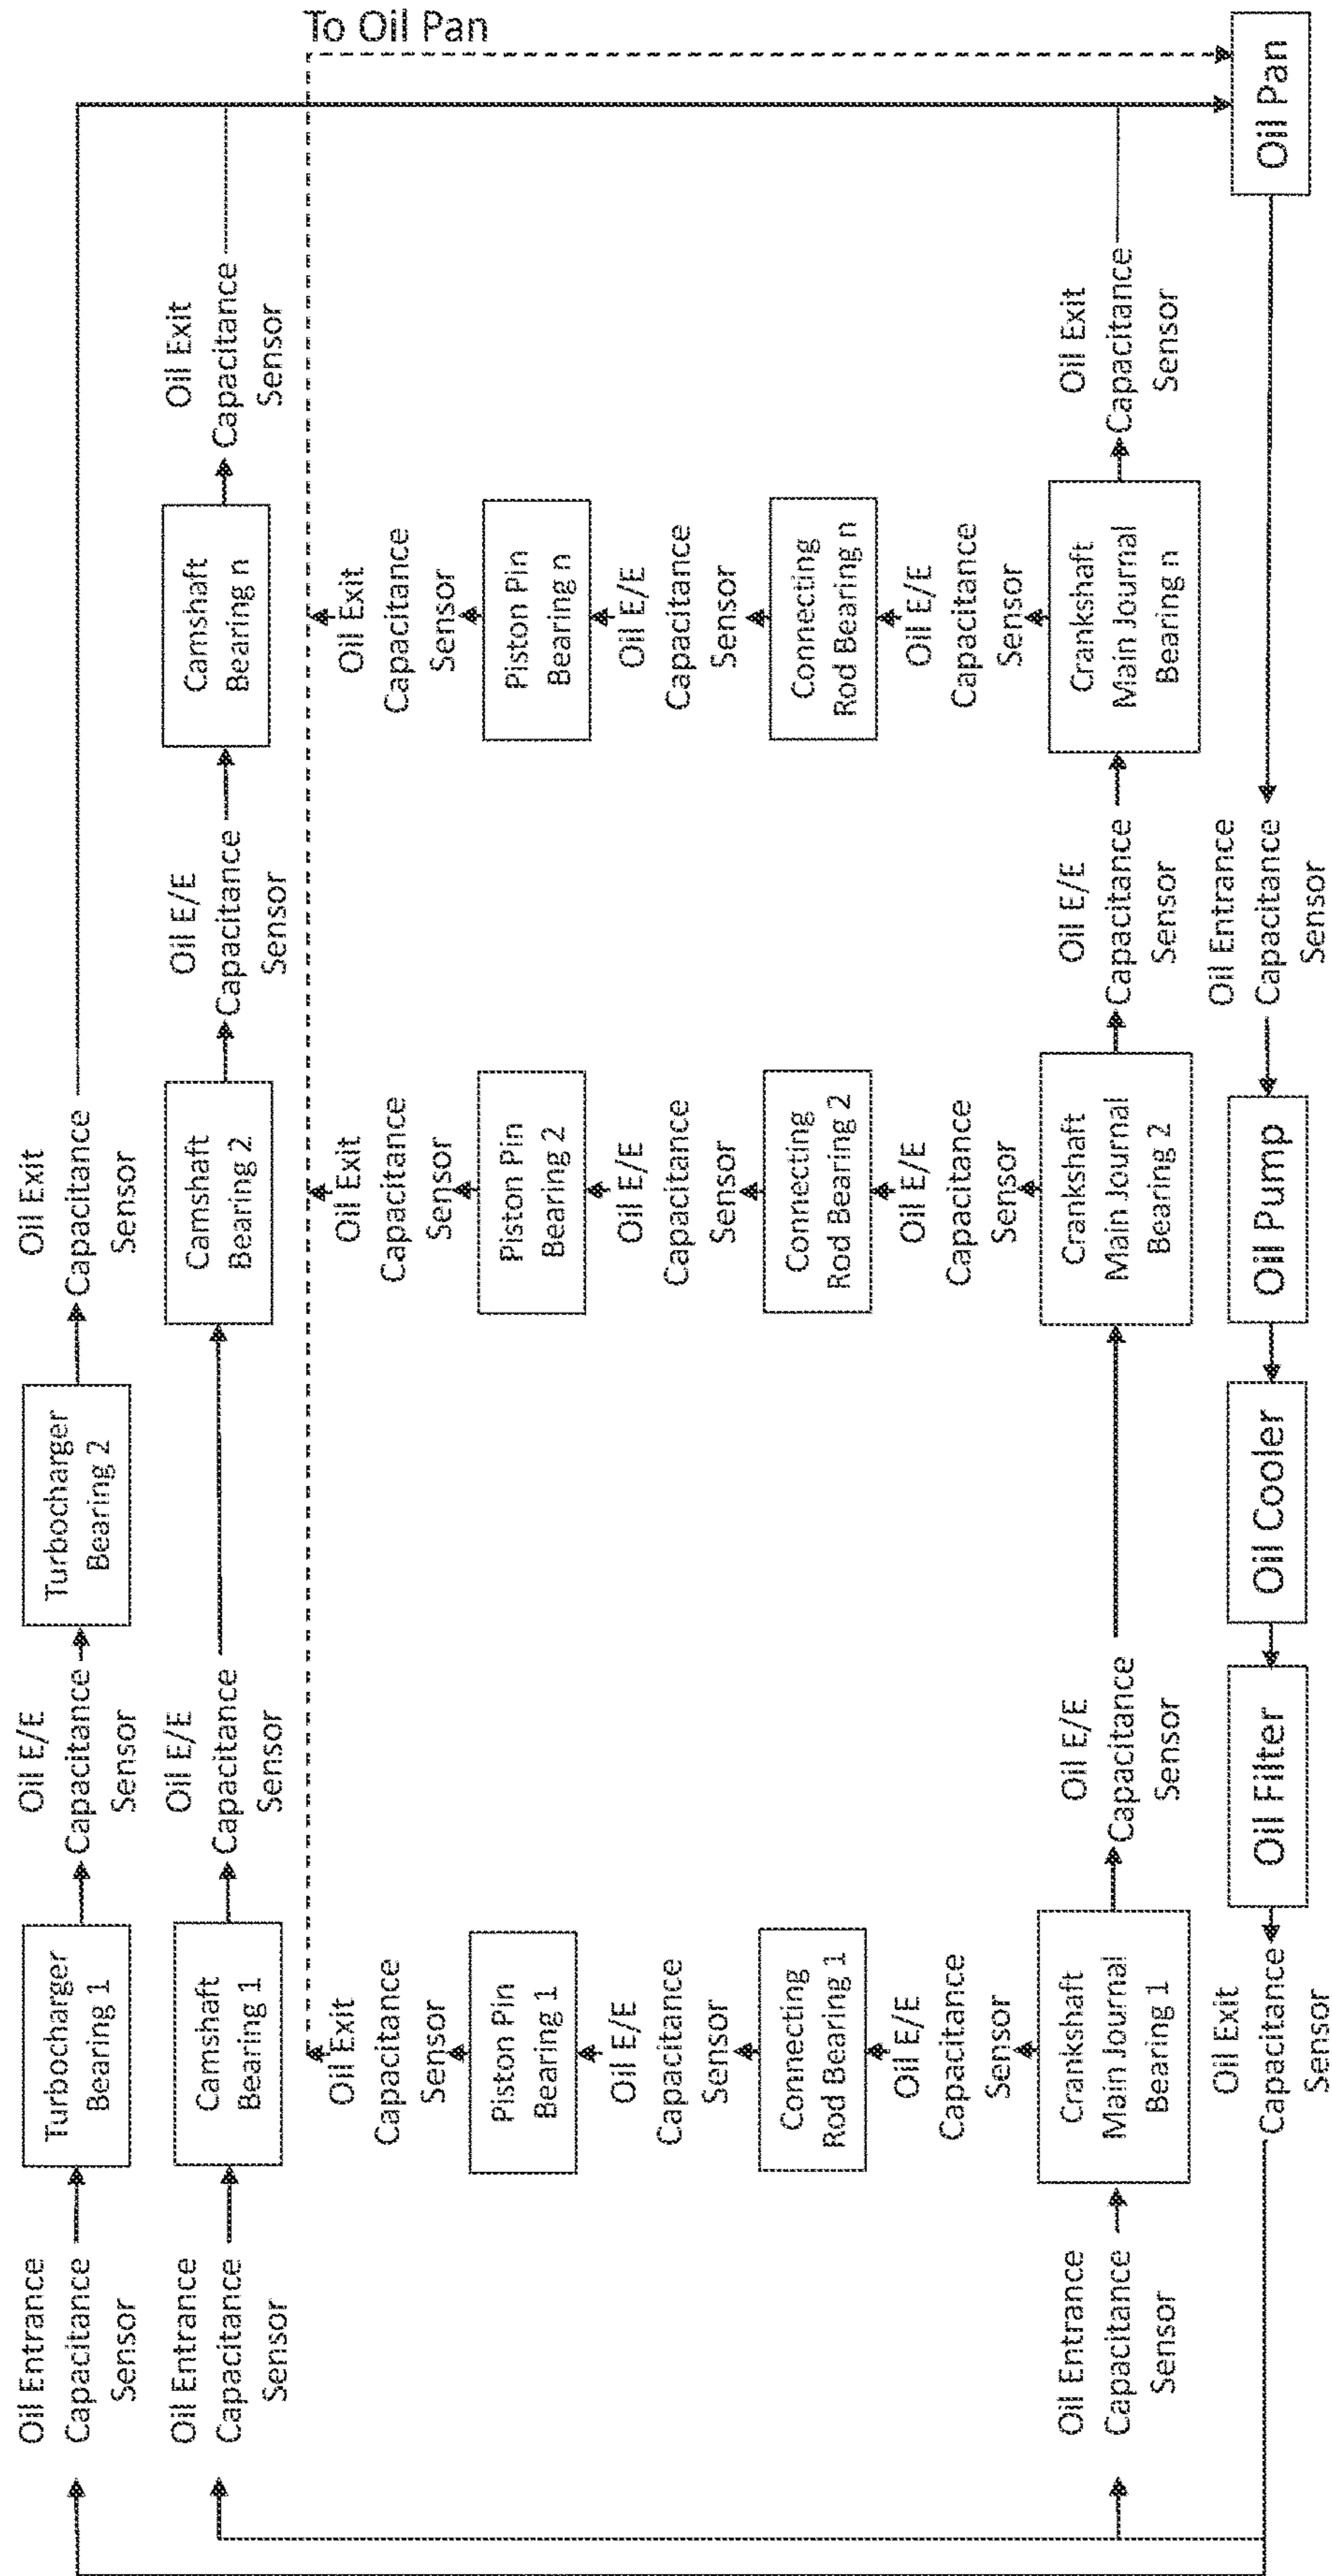 To Oil Pan
Oil Entrance
Capacitance
Sensor
Turbocharger
Bearing 1
Oil E/E
Capacitance
Sensor
Turbocharger
Bearing 2
Oil Exit
Capacitance
Sensor
Oil Entrance
Capacitance
Sensor
Camshaft
Bearing 1
Oil E/E
Capacitance
Sensor
Camshaft
Bearing 2
Oil E/E
Capacitance
Sensor
Camshaft
Bearing n
Oil Exit
Capacitance
Sensor
Oil Exit
Capacitance
Sensor
Oil Exit
Capacitance
Sensor
Oil Exit
Capacitance
Sensor
Piston Pin
Bearing 1
Piston Pin
Bearing 2
Piston Pin
Bearing n
Oil E/E
Capacitance
Sensor
Oil E/E
Capacitance
Sensor
Oil E/E
Capacitance
Sensor
Connecting
Rod Bearing 1
Connecting
Rod Bearing 2
Connecting
Rod Bearing n
Oil E/E
Capacitance
Sensor
Oil E/E
Capacitance
Sensor
Oil E/E
Capacitance
Sensor
Oil Entrance
Capacitance
Sensor
Crankshaft
Main Journal
Bearing 1
Oil E/E
Capacitance
Sensor
Crankshaft
Main Journal
Bearing 2
Oil E/E
Capacitance
Sensor
Crankshaft
Main Journal
Bearing n
Oil Exit
Capacitance
Sensor
Oil Exit
Capacitance
Sensor
Oil Filter
Oil Cooler
Oil Pump
Oil Entrance
Capacitance
Sensor
Oil Pan